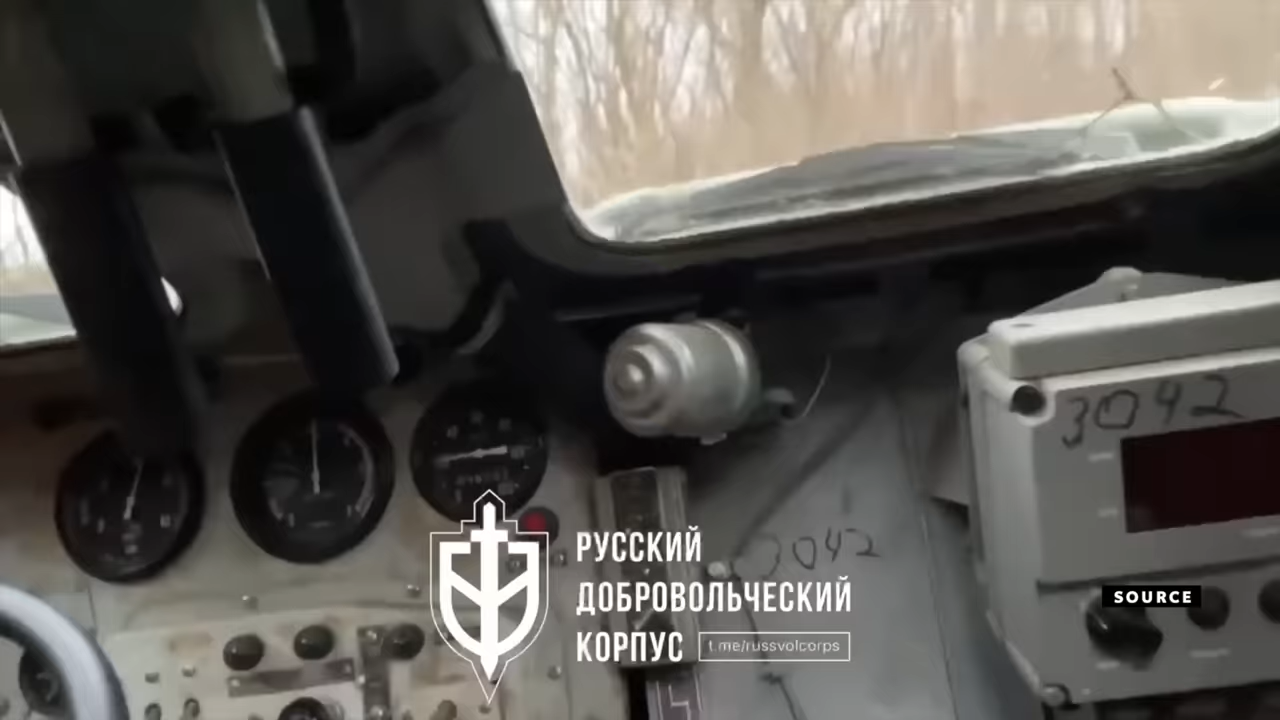 3042
3042
РУССКИЙ
ДОБРОВОЛЬЧЕСКИЙ
КОРПУС
t.me/russvolcorps
SOURCE